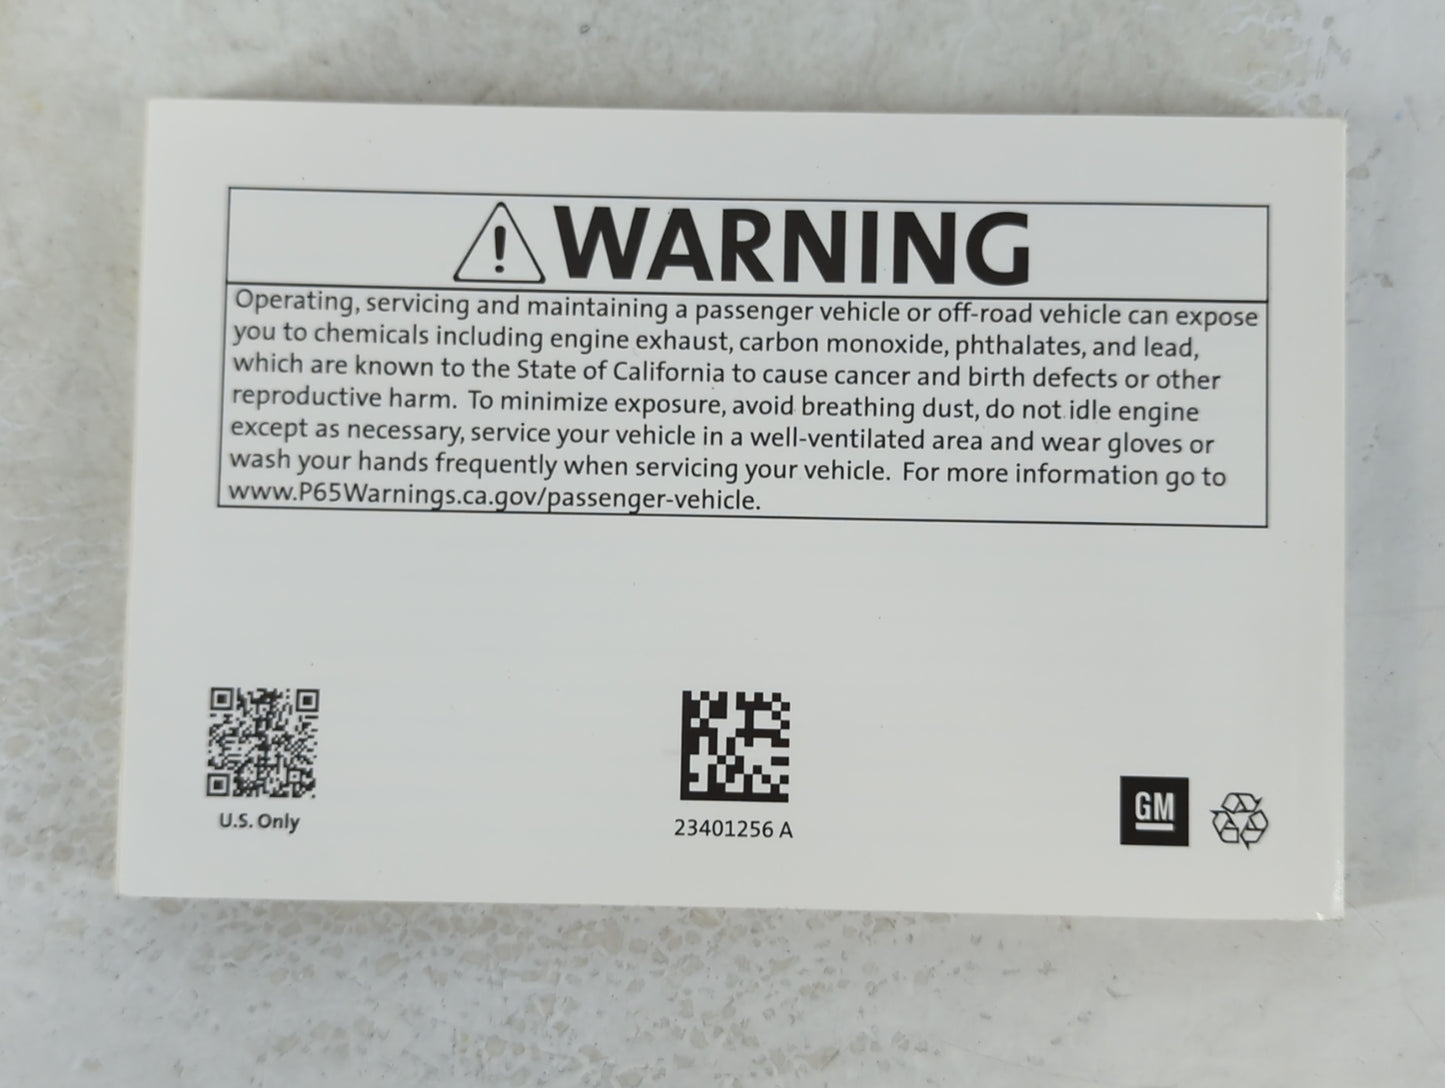 WARNING
Operating, servicing and maintaining a passenger vehicle or off-road vehicle can expose
you to chemicals including engine exhaust, carbon monoxide, phthalates, and lead,
which are known to the State of California to cause cancer and birth defects or other
reproductive harm. To minimize exposure, avoid breathing dust, do not idle engine
except as necessary, service your vehicle in a well-ventilated area and wear gloves or
wash your hands frequently when servicing your vehicle. For more information go to
www.P65Warnings.ca.gov/passenger-vehicle.
U.S. Only
23401256 A
GM